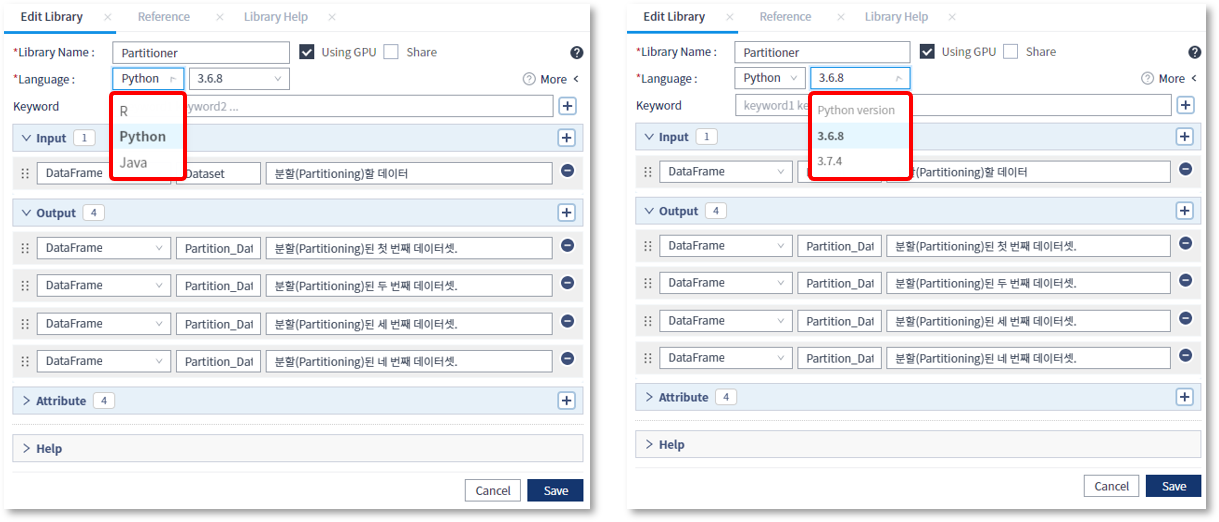 Edit Library Reference Library Help
*Library Name : Partitioner Using GPU Share
*Language : Python 3.6.8 More
Keyword yword2 ...
R
Python
Java
Input 1
DataFrame Dataset 분할(Partitioning)할 데이터
Output 4
DataFrame Partition_Dat 분할(Partitioning)된 첫 번째 데이터셋.
DataFrame Partition_Dat 분할(Partitioning)된 두 번째 데이터셋.
DataFrame Partition_Dat 분할(Partitioning)된 세 번째 데이터셋.
DataFrame Partition_Dat 분할(Partitioning)된 네 번째 데이터셋.
Attribute 4
Help
Cancel Save
Edit Library Reference Library Help
*Library Name : Partitioner Using GPU Share
*Language : Python 3.6.8 More
Keyword keyword1 ke
Python version
3.6.8
3.7.4
Input 1
DataFrame (Partitioning)할 데이터
Output 4
DataFrame Partition_Dat 분할(Partitioning)된 첫 번째 데이터셋.
DataFrame Partition_Dat 분할(Partitioning)된 두 번째 데이터셋.
DataFrame Partition_Dat 분할(Partitioning)된 세 번째 데이터셋.
DataFrame Partition_Dat 분할(Partitioning)된 네 번째 데이터셋.
Attribute 4
Help
Cancel Save